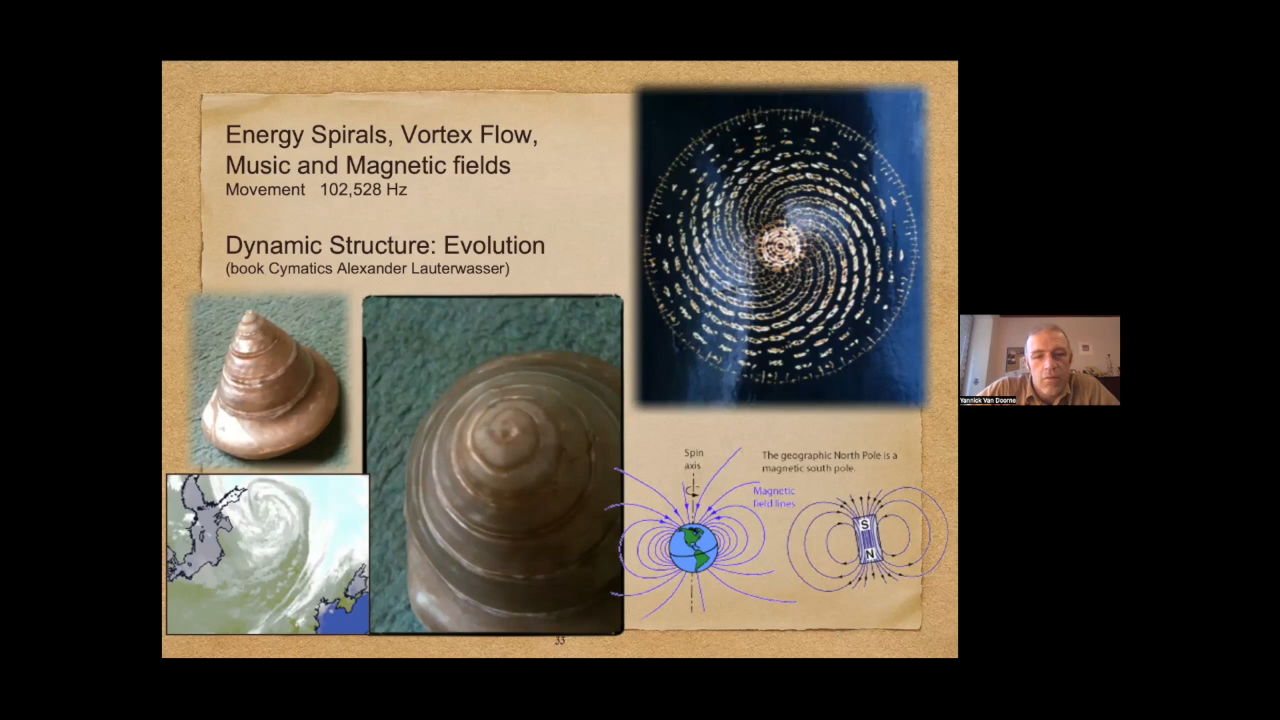 Energy Spirals, Vortex Flow,
Music and Magnetic fields
Movement 102,528 Hz
Dynamic Structure: Evolution
(book Cymatics Alexander Lauterwasser)
Spin
axis
The geographic North Pole is a
magnetic south pole.
Magnetic
field lines
S
N
Yannick Van Doorne
33